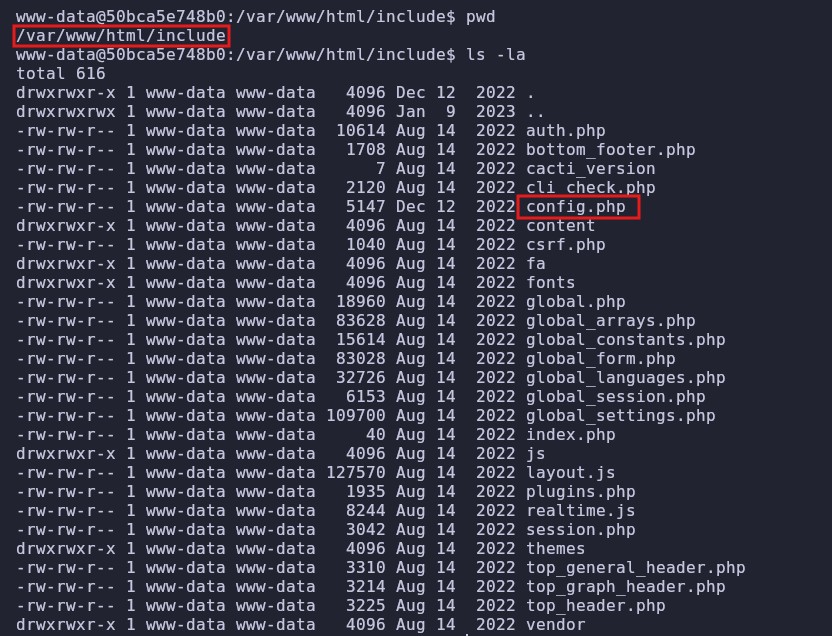 www-data@50bca5e748b0:/var/www/html/include$ pwd
/var/www/html/include
www-data@50bca5e748b0:/var/www/html/include$ ls -la
total 616
drwxrwxr-x 1 www-data www-data   4096 Dec 12  2022 .
drwxrwxrwx 1 www-data www-data   4096 Jan  9  2023 ..
-rw-rw-r-- 1 www-data www-data  10614 Aug 14  2022 auth.php
-rw-rw-r-- 1 www-data www-data   1708 Aug 14  2022 bottom_footer.php
-rw-rw-r-- 1 www-data www-data      7 Aug 14  2022 cacti_version
-rw-rw-r-- 1 www-data www-data   2120 Aug 14  2022 cli_check.php
-rw-rw-r-- 1 www-data www-data   5147 Dec 12  2022 config.php
drwxrwxr-x 1 www-data www-data   4096 Aug 14  2022 content
-rw-rw-r-- 1 www-data www-data   1040 Aug 14  2022 csrf.php
drwxrwxr-x 1 www-data www-data   4096 Aug 14  2022 fa
drwxrwxr-x 1 www-data www-data   4096 Aug 14  2022 fonts
-rw-rw-r-- 1 www-data www-data  18960 Aug 14  2022 global.php
-rw-rw-r-- 1 www-data www-data  83628 Aug 14  2022 global_arrays.php
-rw-rw-r-- 1 www-data www-data  15614 Aug 14  2022 global_constants.php
-rw-rw-r-- 1 www-data www-data  83028 Aug 14  2022 global_form.php
-rw-rw-r-- 1 www-data www-data  32726 Aug 14  2022 global_languages.php
-rw-rw-r-- 1 www-data www-data   6153 Aug 14  2022 global_session.php
-rw-rw-r-- 1 www-data www-data 109700 Aug 14  2022 global_settings.php
-rw-rw-r-- 1 www-data www-data     40 Aug 14  2022 index.php
drwxrwxr-x 1 www-data www-data   4096 Aug 14  2022 js
-rw-rw-r-- 1 www-data www-data 127570 Aug 14  2022 layout.js
-rw-rw-r-- 1 www-data www-data   1935 Aug 14  2022 plugins.php
-rw-rw-r-- 1 www-data www-data   8244 Aug 14  2022 realtime.js
-rw-rw-r-- 1 www-data www-data   3042 Aug 14  2022 session.php
drwxrwxr-x 1 www-data www-data   4096 Aug 14  2022 themes
-rw-rw-r-- 1 www-data www-data   3310 Aug 14  2022 top_general_header.php
-rw-rw-r-- 1 www-data www-data   3214 Aug 14  2022 top_graph_header.php
-rw-rw-r-- 1 www-data www-data   3225 Aug 14  2022 top_header.php
drwxrwxr-x 1 www-data www-data   4096 Aug 14  2022 vendor